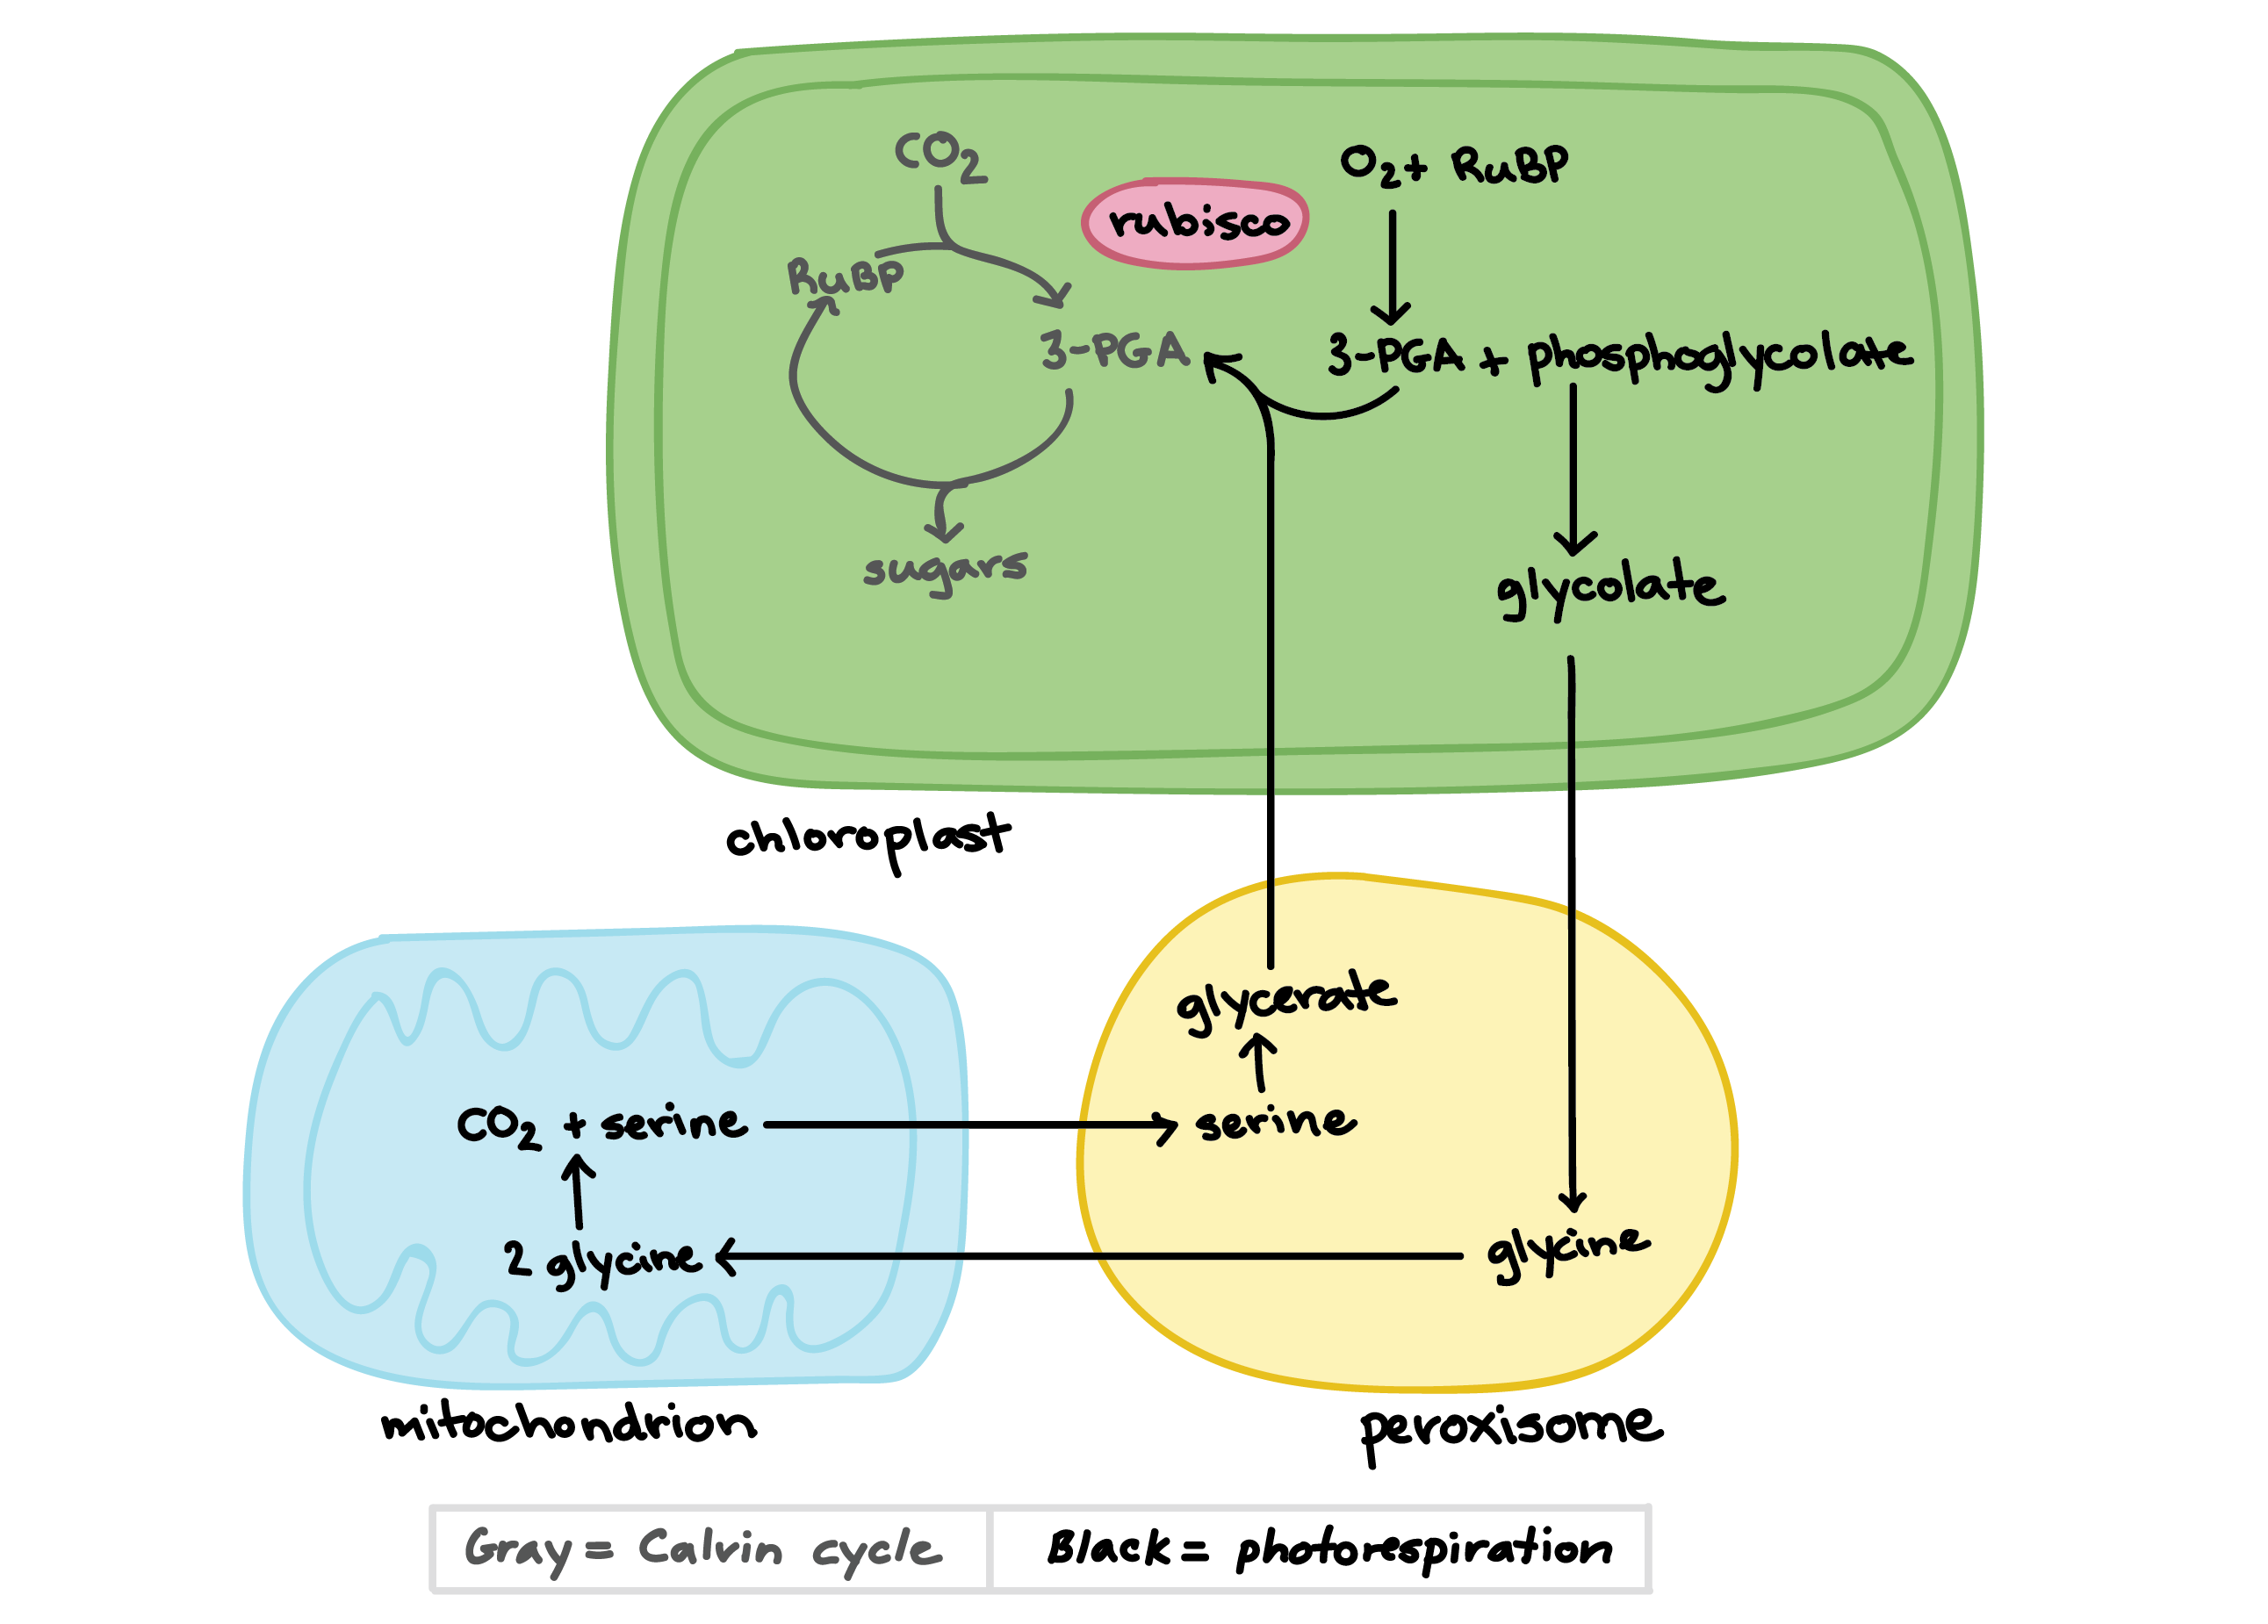 CO2
O2 + RuBP
rubisco
RuBP
3-PGA
3-PGA + phosphoglycolate
sugars
glycolate
chloroplast
glycerate
CO2 + serine
serine
2 glycine
glycine
mitochondrion
peroxisome
Gray = Calvin cycle
Black = photorespiration